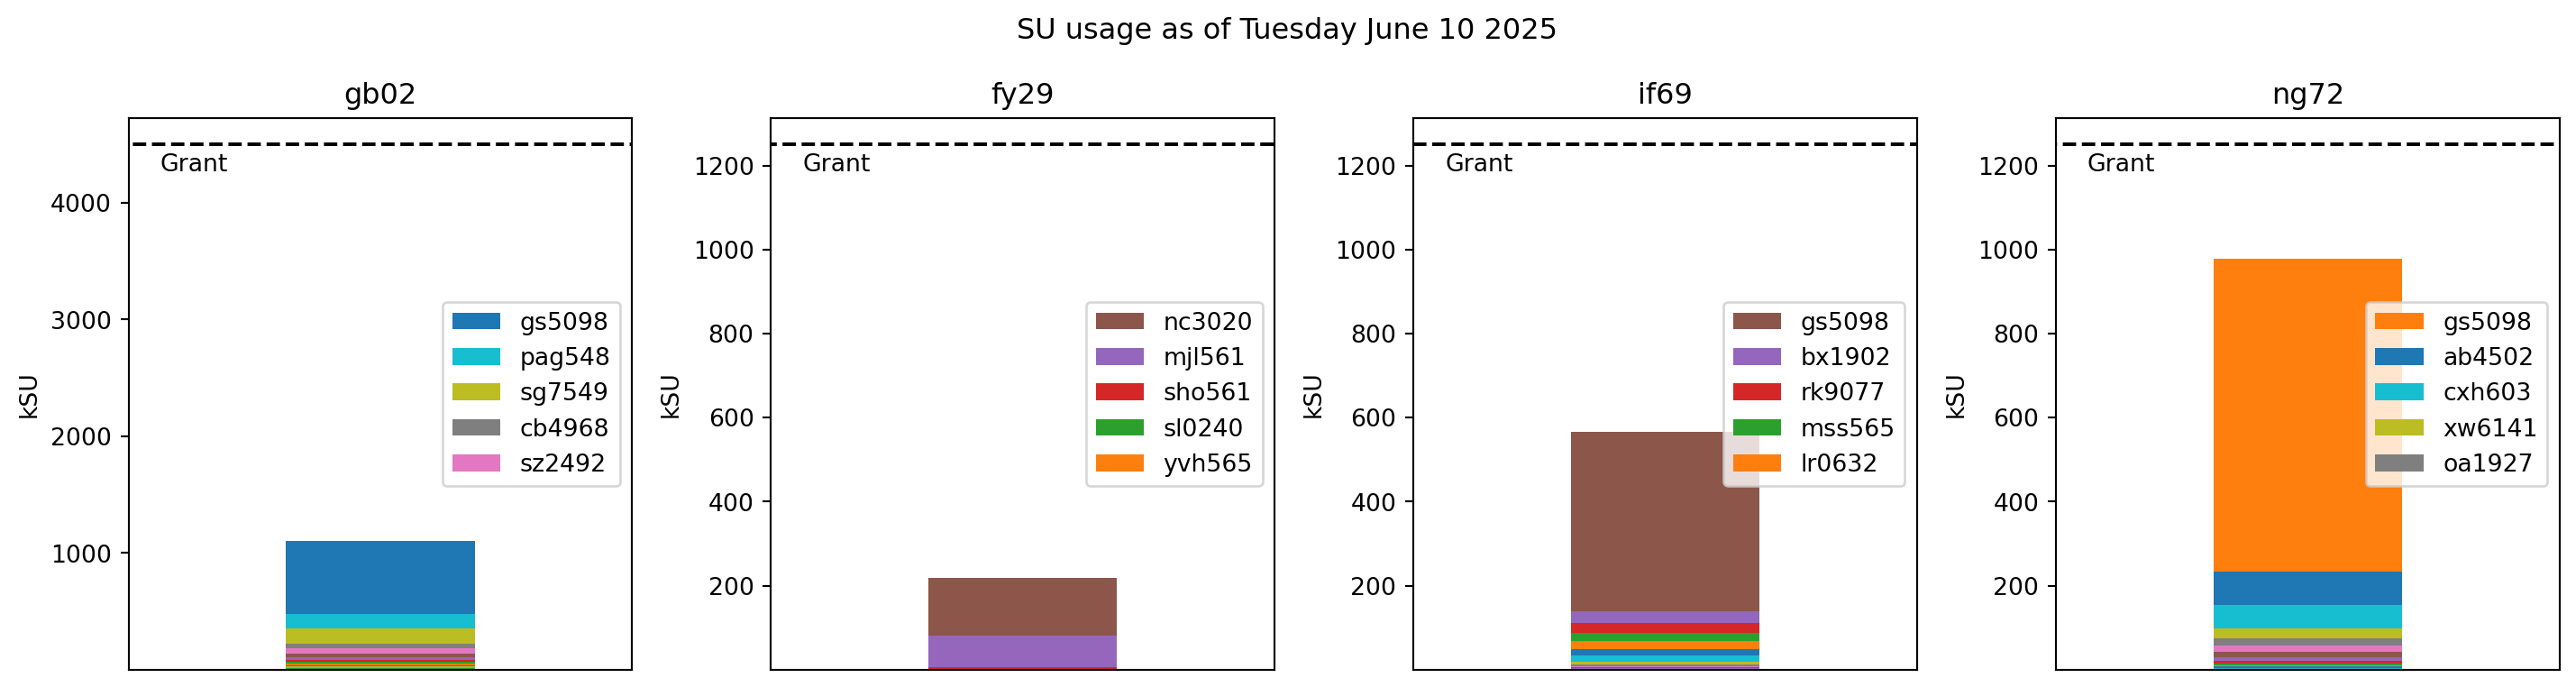 SU usage as of Tuesday June 10 2025
gb02
kSU
4000
3000
2000
1000
Grant
gs5098
pag548
sg7549
cb4968
sz2492
fy29
kSU
1200
1000
800
600
400
200
Grant
nc3020
mjl561
sho561
sl0240
yvh565
if69
kSU
1200
1000
800
600
400
200
Grant
gs5098
bx1902
rk9077
mss565
lr0632
ng72
kSU
1200
1000
800
600
400
200
Grant
gs5098
ab4502
cxh603
xw6141
oa1927